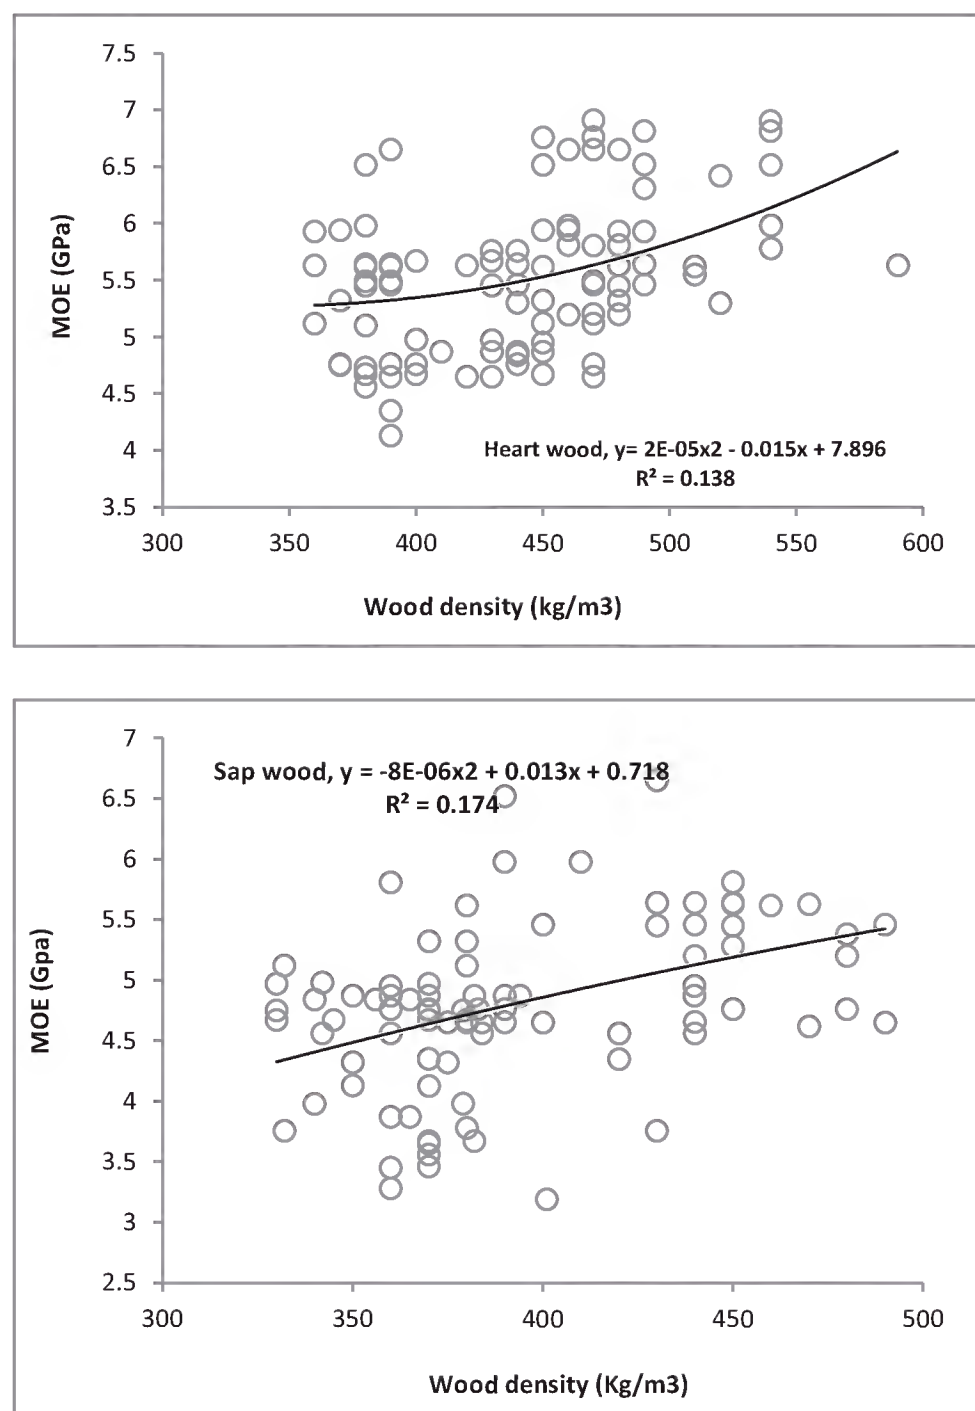 7.5
7
6.5
6
5.5
5
4.5
4
3.5
MOE (GPa)
Heart wood, y= 2E-05x2 - 0.015x + 7.896
R² = 0.138
300 350 400 450 500 550 600
Wood density (kg/m3)
7
6.5
6
5.5
5
4.5
4
3.5
3
2.5
MOE (Gpa)
Sap wood, y = -8E-06x2 + 0.013x + 0.718
R² = 0.174
300 350 400 450 500
Wood density (Kg/m3)